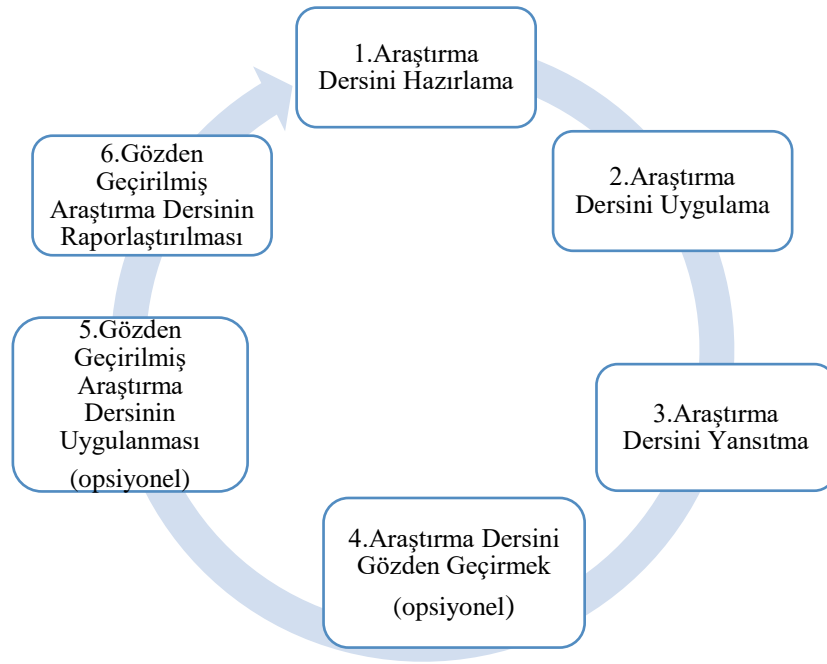 1.Araştırma
Dersini Hazırlama
2.Araştırma
Dersini Uygulama
3.Araştırma
Dersini Yansıtma
4.Araştırma Dersini
Gözden Geçirmek
(opsiyonel)
5.Gözden
Geçirilmiş
Araştırma
Dersinin
Uygulanması
(opsiyonel)
6.Gözden
Geçirilmiş
Araştırma Dersinin
Raporlaştırılması